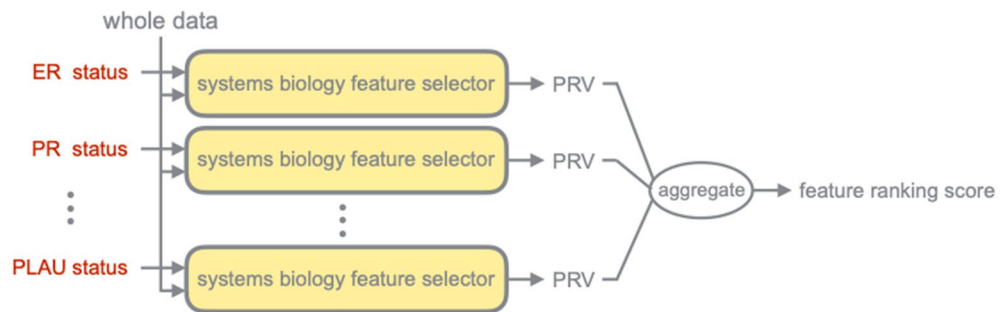 whole data
ER status
systems biology feature selector
PRV
PR status
systems biology feature selector
PRV
aggregate
feature ranking score
PLAU status
systems biology feature selector
PRV